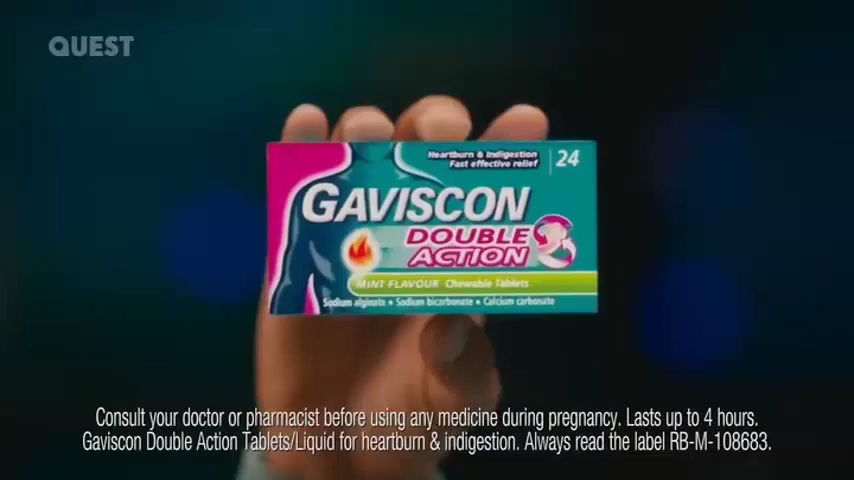 QUEST
Heartburn & Indigestion
Fast effective relief
24
GAVISCON
DOUBLE
ACTION
MINT FLAVOUR Chewable Tablets
Sodium alginate • Sodium bicarbonate • Calcium carbonate
Consult your doctor or pharmacist before using any medicine during pregnancy. Lasts up to 4 hours.
Gaviscon Double Action Tablets/Liquid for heartburn & indigestion. Always read the label RB-M-108683.